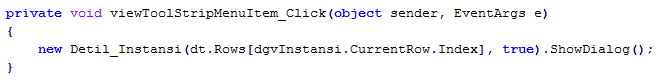 private void viewToolStripMenuItem_Click(object sender, EventArgs e)
{
    new Detil_Instansi(dt.Rows[dgvInstansi.CurrentRow.Index], true).ShowDialog();
}